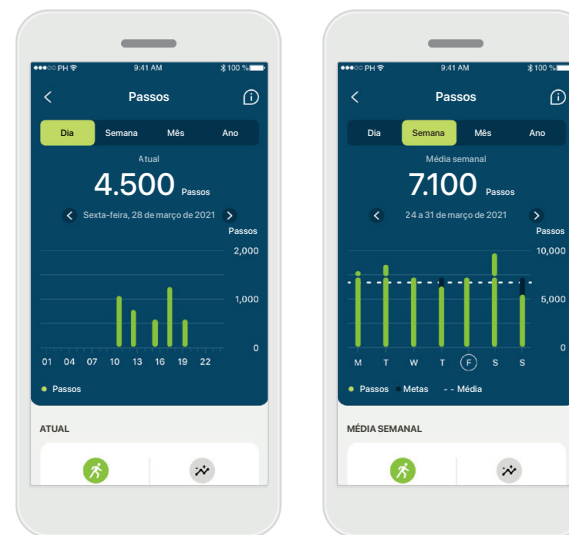 ●●●○○ PH 9:41 AM 100 %
Passos
Dia Semana Mês Ano
Atual
4.500 Passos
Sexta-feira, 28 de março de 2021
Passos
2,000
1,000
0
01 04 07 10 13 16 19 22
Passos
ATUAL
●●●○○ PH 9:41 AM 100 %
Passos
Dia Semana Mês Ano
Média semanal
7.100 Passos
24 a 31 de março de 2021
Passos
10,000
5,000
0
M T W T F S S
Passos Metas - - Média
MÉDIA SEMANAL